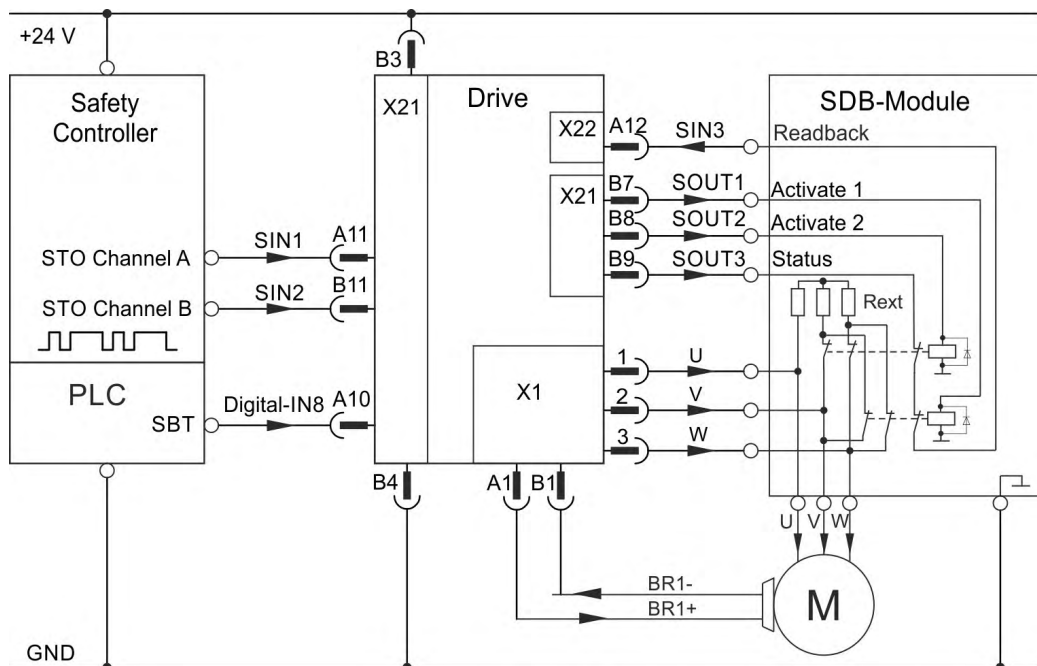 +24 V
Safety
Controller
STO Channel A
STO Channel B
PLC
SBT
SIN1
A11
SIN2
B11
Digital-IN8
A10
B3
X21
Drive
X22
X21
X1
B4
A1
B1
A12
SIN3
B7
SOUT1
B8
SOUT2
B9
SOUT3
1
U
2
V
3
W
SDB-Module
Readback
Activate 1
Activate 2
Status
Rext
U
V
W
BR1-
BR1+
M
GND